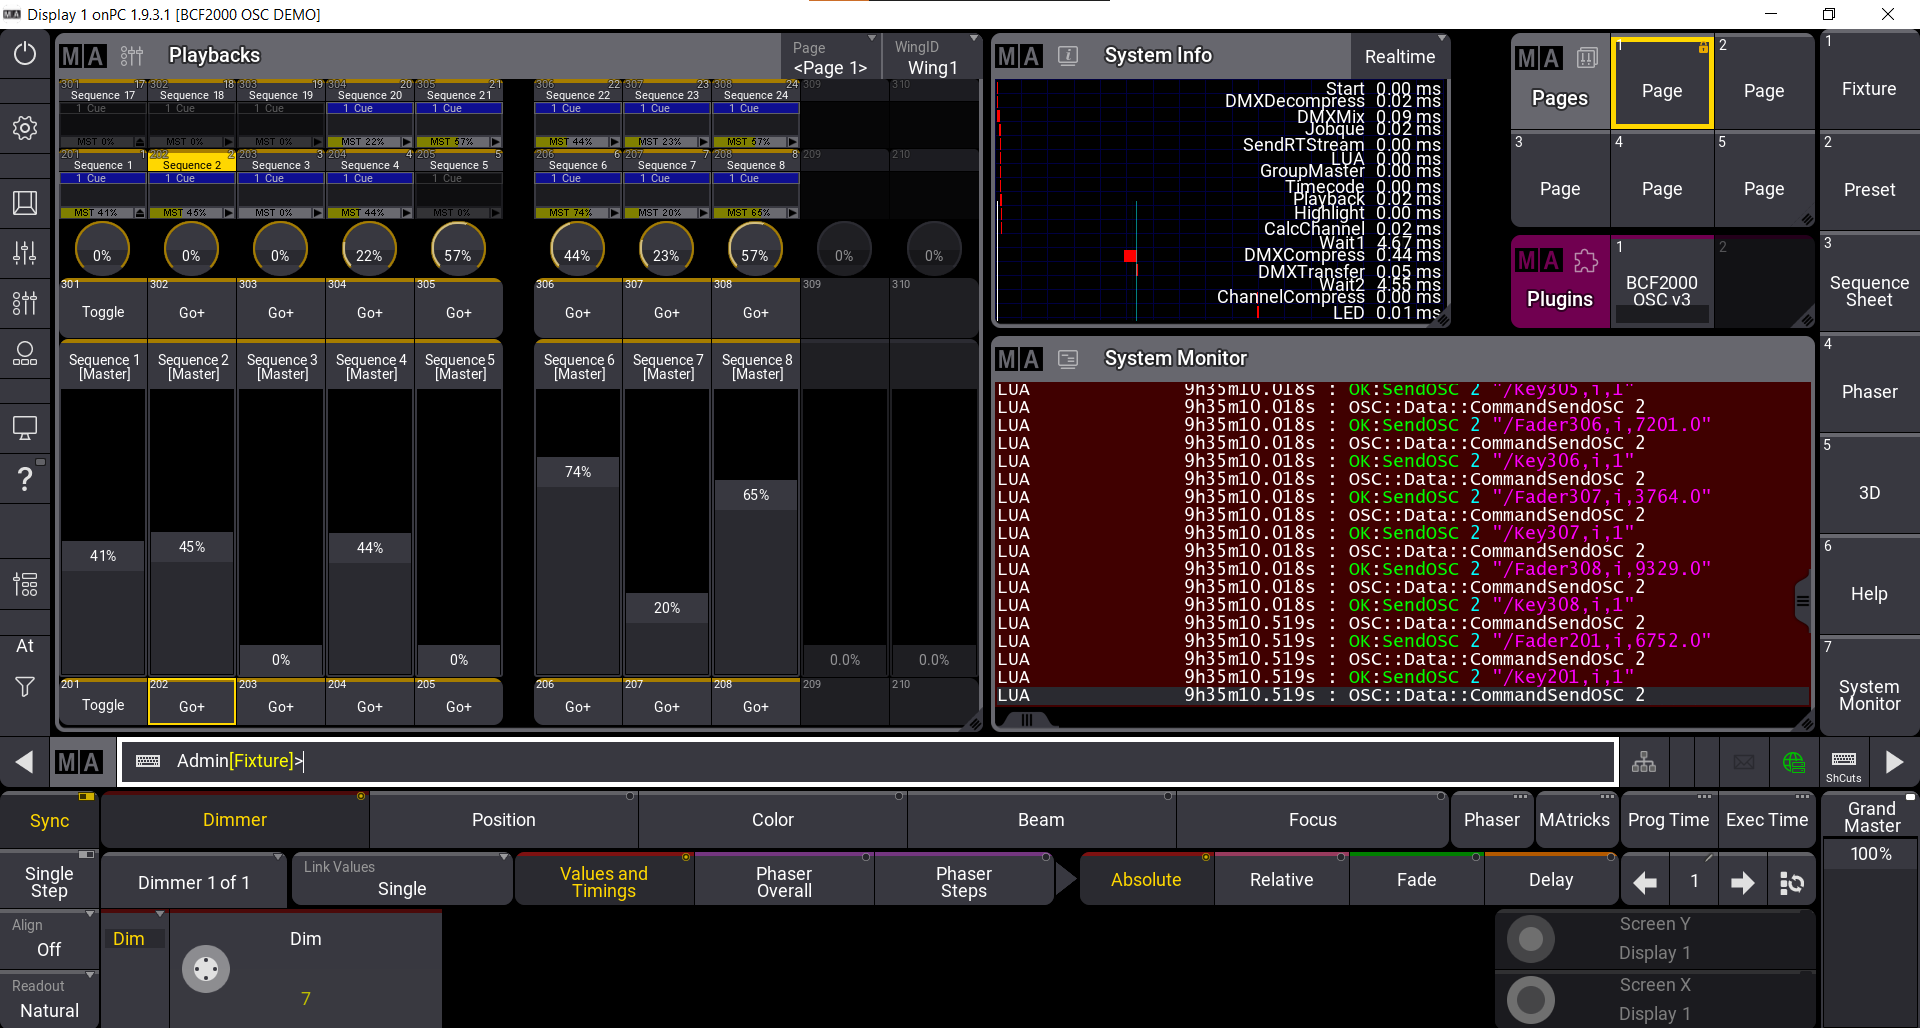 Display 1 onPC 1.9.3.1 [BCF2000 OSC DEMO]
MA Playbacks
Page <Page 1>
WingID Wing1
301 17 302 18 303 19 304 20 305 21 306 22 307 23 308 24 309 310
Sequence 17 Sequence 18 Sequence 19 Sequence 20 Sequence 21 Sequence 22 Sequence 23 Sequence 24
1 Cue 1 Cue 1 Cue 1 Cue 1 Cue 1 Cue 1 Cue 1 Cue
MST 0% MST 0% MST 0% MST 22% MST 57% MST 44% MST 23% MST 57%
201 1 202 2 203 3 204 4 205 5 206 6 207 7 208 8 209 210
Sequence 1 Sequence 2 Sequence 3 Sequence 4 Sequence 5 Sequence 6 Sequence 7 Sequence 8
1 Cue 1 Cue 1 Cue 1 Cue 1 Cue 1 Cue 1 Cue 1 Cue
MST 41% MST 45% MST 0% MST 44% MST 0% MST 74% MST 20% MST 65%
0% 0% 0% 22% 57% 44% 23% 57% 0% 0%
301 302 303 304 305 306 307 308 309 310
Toggle Go+ Go+ Go+ Go+ Go+ Go+ Go+
Sequence 1 Sequence 2 Sequence 3 Sequence 4 Sequence 5 Sequence 6 Sequence 7 Sequence 8
[Master] [Master] [Master] [Master] [Master] [Master] [Master] [Master]
41% 45% 0% 44% 0% 74% 20% 65% 0.0% 0.0%
201 202 203 204 205 206 207 208 209 210
Toggle Go+ Go+ Go+ Go+ Go+ Go+ Go+
MA System Info
Realtime
Start 0.00 ms
DMXDecompress 0.02 ms
DMXMix 0.09 ms
Jobque 0.02 ms
SendRTStream 0.00 ms
LUA 0.00 ms
GroupMaster 0.00 ms
Timecode 0.00 ms
Playback 0.02 ms
Highlight 0.00 ms
CalcChannel 0.02 ms
Wait1 4.67 ms
DMXCompress 0.44 ms
DMXTransfer 0.05 ms
Wait2 4.55 ms
ChannelCompress 0.00 ms
LED 0.01 ms
MA Pages
1 Page
2 Page
3 Page
4 Page
5 Page
MA Plugins
1 BCF2000
OSC v3
2
MA System Monitor
LUA 9h35m10.018s : OK:SendOSC 2 "/Key305,i,1"
LUA 9h35m10.018s : OSC::Data::CommandSendOSC 2
LUA 9h35m10.018s : OK:SendOSC 2 "/Fader306,i,7201.0"
LUA 9h35m10.018s : OSC::Data::CommandSendOSC 2
LUA 9h35m10.018s : OK:SendOSC 2 "/Key306,i,1"
LUA 9h35m10.018s : OSC::Data::CommandSendOSC 2
LUA 9h35m10.018s : OK:SendOSC 2 "/Fader307,i,3764.0"
LUA 9h35m10.018s : OSC::Data::CommandSendOSC 2
LUA 9h35m10.018s : OK:SendOSC 2 "/Key307,i,1"
LUA 9h35m10.018s : OSC::Data::CommandSendOSC 2
LUA 9h35m10.018s : OK:SendOSC 2 "/Fader308,i,9329.0"
LUA 9h35m10.018s : OSC::Data::CommandSendOSC 2
LUA 9h35m10.018s : OK:SendOSC 2 "/Key308,i,1"
LUA 9h35m10.519s : OSC::Data::CommandSendOSC 2
LUA 9h35m10.519s : OK:SendOSC 2 "/Fader201,i,6752.0"
LUA 9h35m10.519s : OSC::Data::CommandSendOSC 2
LUA 9h35m10.519s : OK:SendOSC 2 "/Key201,i,1"
LUA 9h35m10.519s : OSC::Data::CommandSendOSC 2
1 Fixture
2 Preset
3 Sequence
Sheet
4 Phaser
5 3D
6 Help
7 System
Monitor
?
At
MA Admin[Fixture]>
ShCuts
Sync Dimmer Position Color Beam Focus Phaser MAtricks Prog Time Exec Time
Grand
Master
100%
Single
Step
Dimmer 1 of 1
Link Values
Single
Values and
Timings
Phaser
Overall
Phaser
Steps
Absolute Relative Fade Delay 1
Align
Off
Dim
Dim
7
Readout
Natural
Screen Y
Display 1
Screen X
Display 1